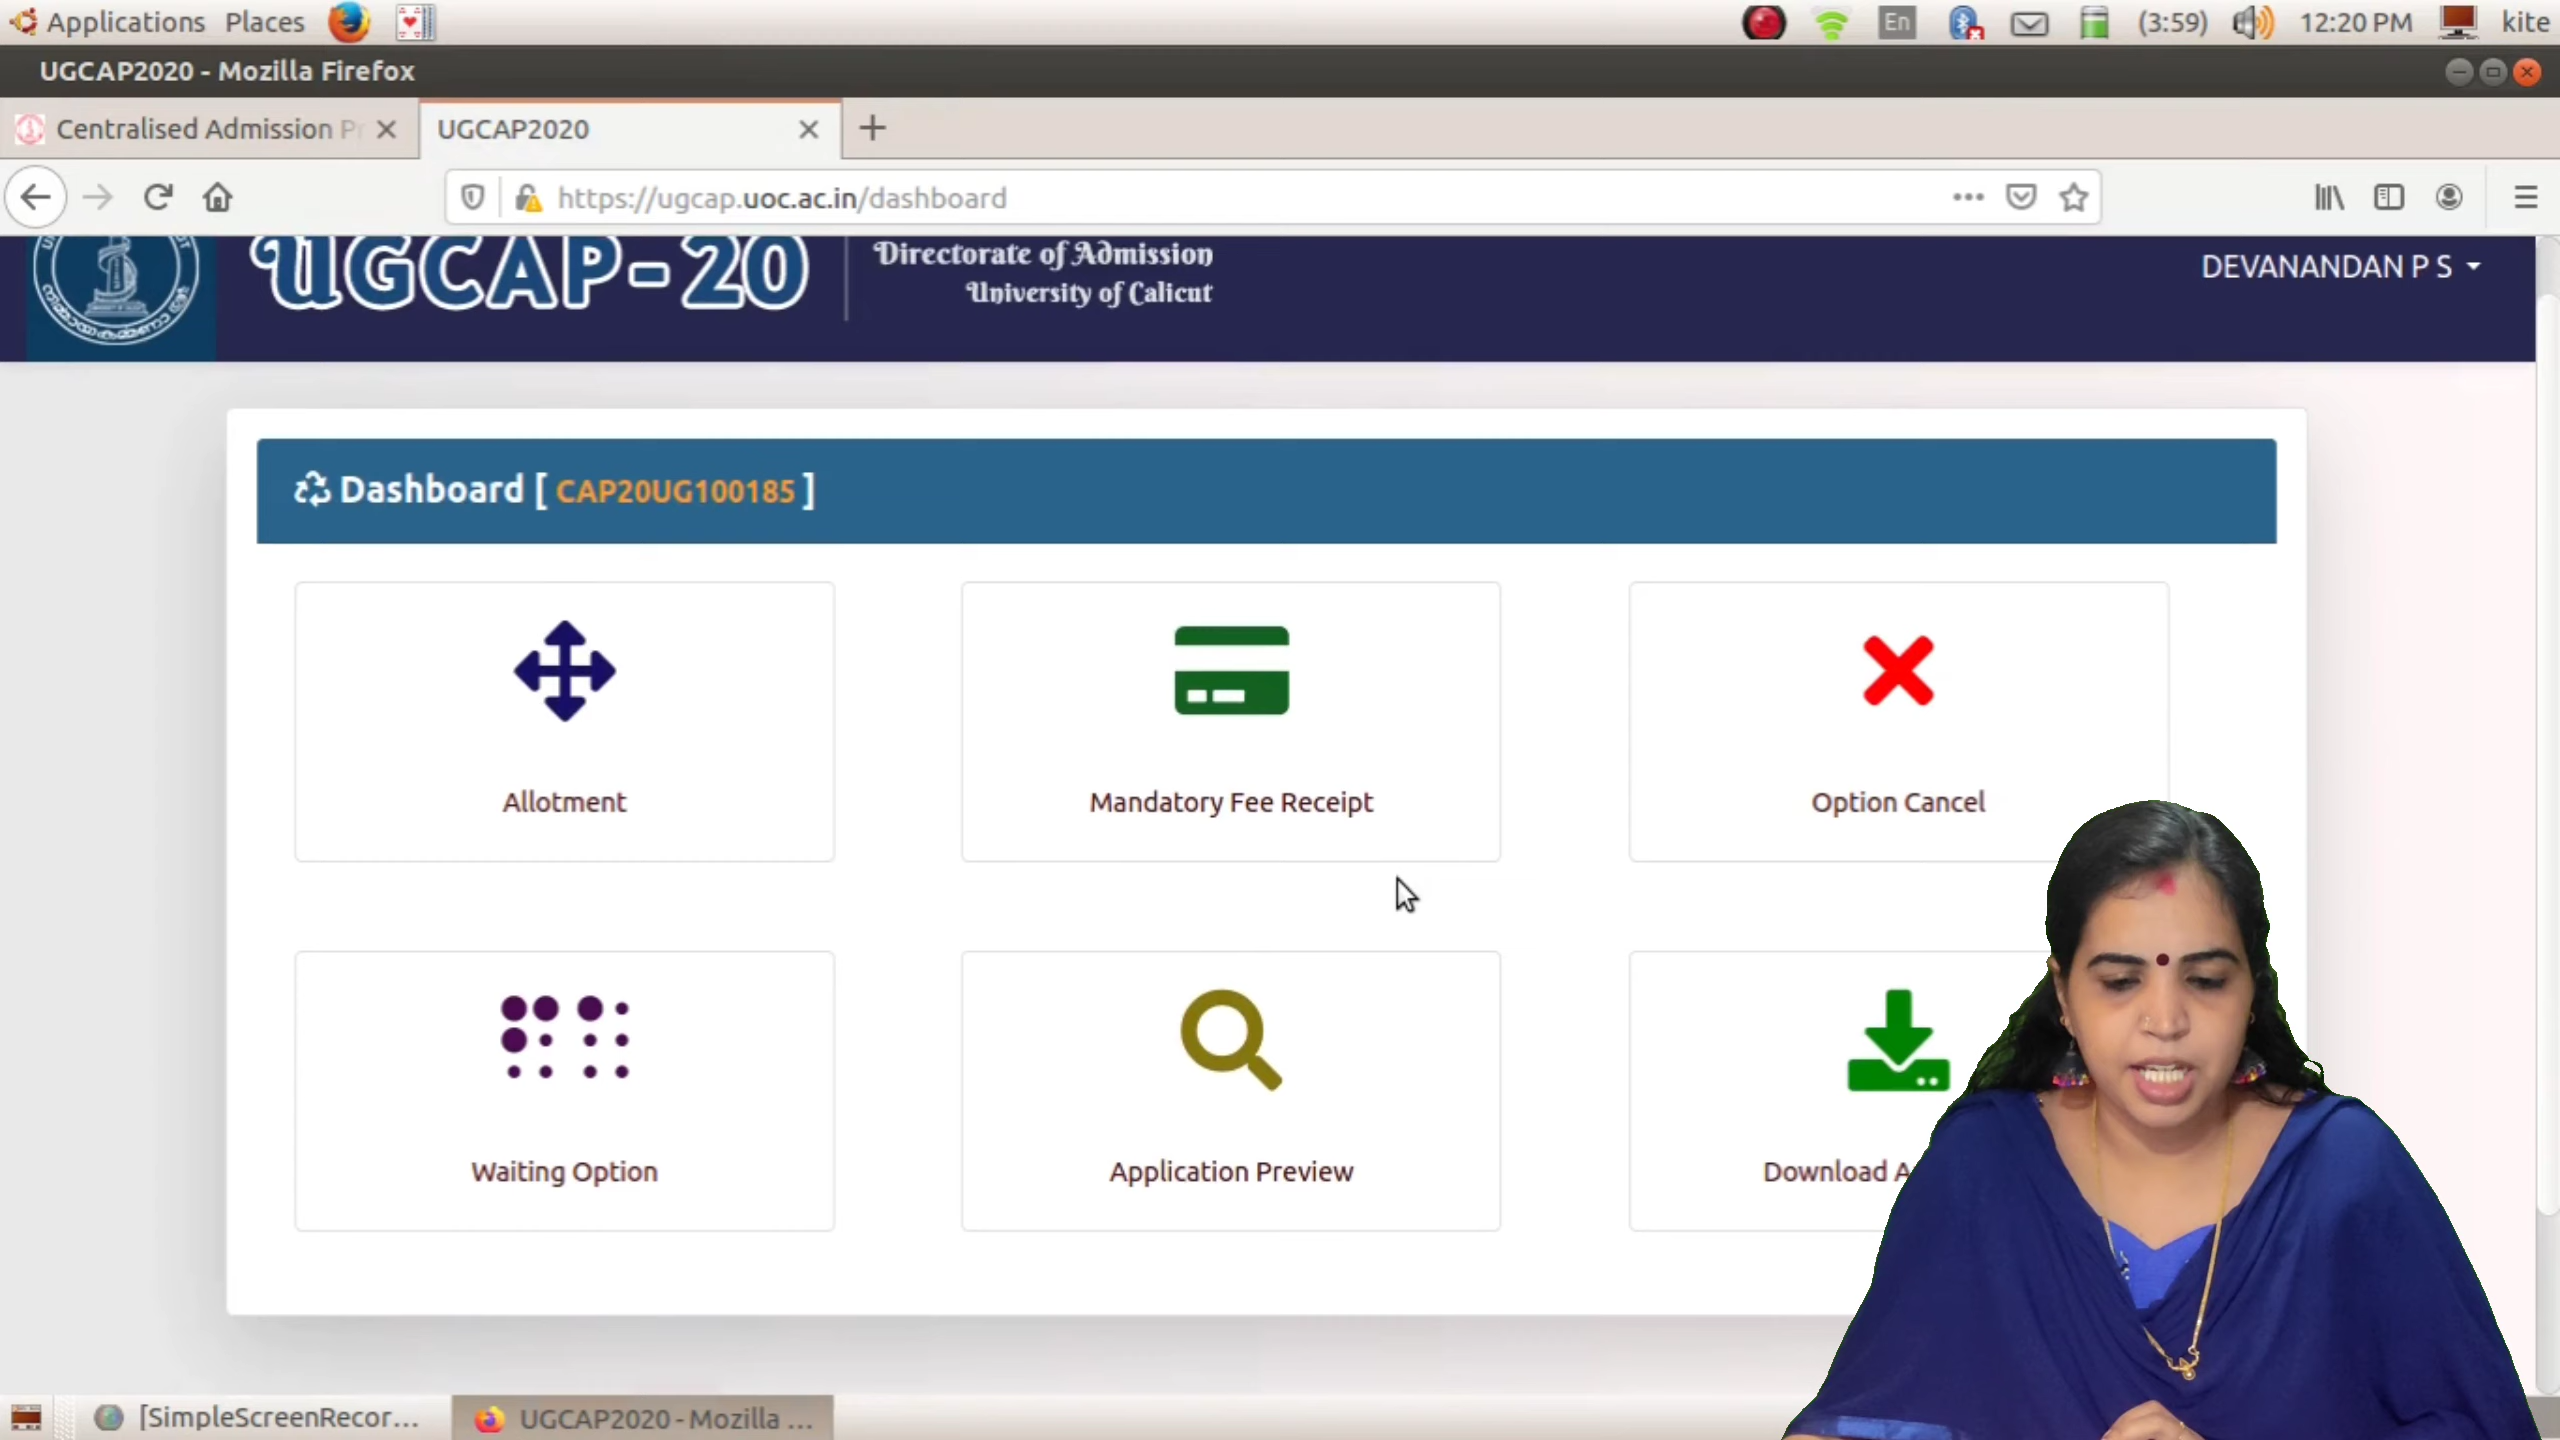 Applications Places
En (3:59) 12:20 PM kite
UGCAP2020 - Mozilla Firefox
Centralised Admission Pr
UGCAP2020
https://ugcap.uoc.ac.in/dashboard
UGCAP-20
Directorate of Admission
University of Calicut
DEVANANDAN P S
Dashboard [ CAP20UG100185 ]
Allotment
Mandatory Fee Receipt
Option Cancel
Waiting Option
Application Preview
Download A
[SimpleScreenRecor...
UGCAP2020 - Mozilla ...